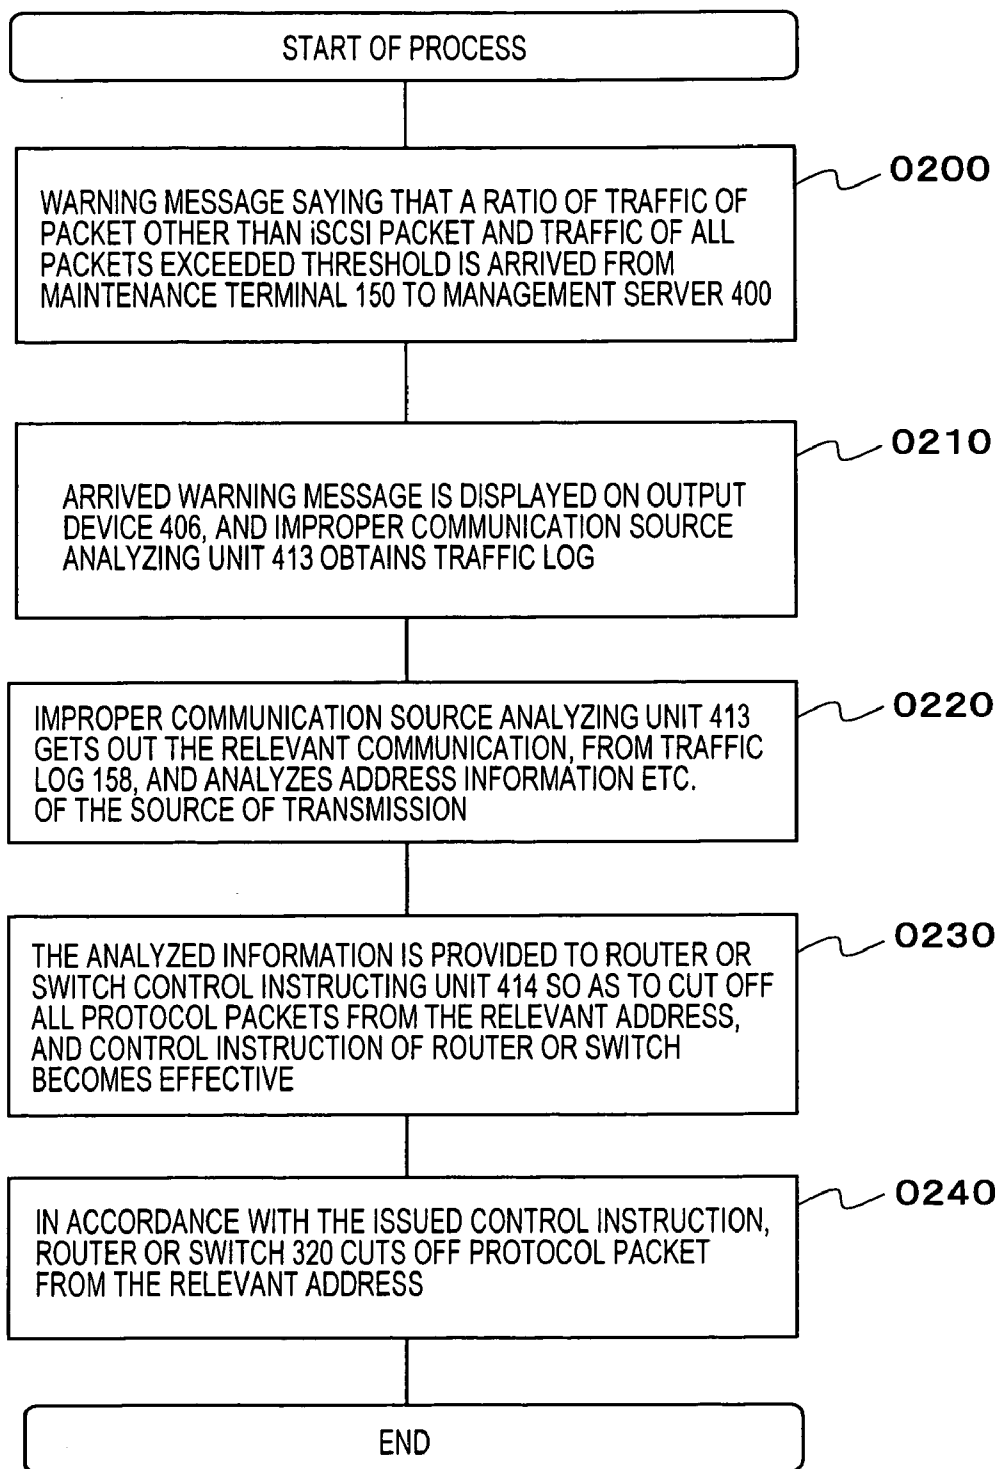 START OF PROCESS
0200
WARNING MESSAGE SAYING THAT A RATIO OF TRAFFIC OF
PACKET OTHER THAN iSCSI PACKET AND TRAFFIC OF ALL
PACKETS EXCEEDED THRESHOLD IS ARRIVED FROM
MAINTENANCE TERMINAL 150 TO MANAGEMENT SERVER 400
0210
ARRIVED WARNING MESSAGE IS DISPLAYED ON OUTPUT
DEVICE 406, AND IMPROPER COMMUNICATION SOURCE
ANALYZING UNIT 413 OBTAINS TRAFFIC LOG
0220
IMPROPER COMMUNICATION SOURCE ANALYZING UNIT 413
GETS OUT THE RELEVANT COMMUNICATION, FROM TRAFFIC
LOG 158, AND ANALYZES ADDRESS INFORMATION ETC.
OF THE SOURCE OF TRANSMISSION
0230
THE ANALYZED INFORMATION IS PROVIDED TO ROUTER OR
SWITCH CONTROL INSTRUCTING UNIT 414 SO AS TO CUT OFF
ALL PROTOCOL PACKETS FROM THE RELEVANT ADDRESS,
AND CONTROL INSTRUCTION OF ROUTER OR SWITCH
BECOMES EFFECTIVE
0240
IN ACCORDANCE WITH THE ISSUED CONTROL INSTRUCTION,
ROUTER OR SWITCH 320 CUTS OFF PROTOCOL PACKET
FROM THE RELEVANT ADDRESS
END